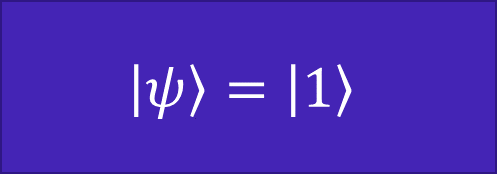 |ψ⟩ = |1⟩